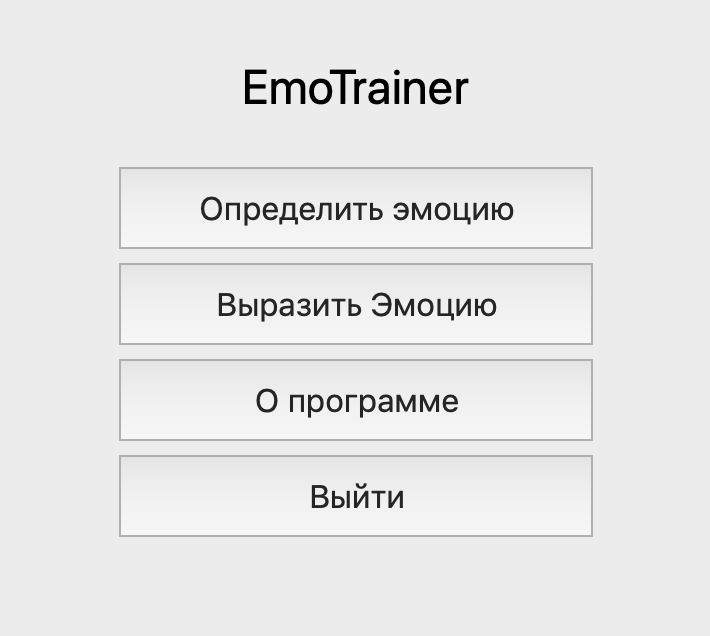 EmoTrainer
Определить эмоцию
Выразить Эмоцию
О программе
Выйти